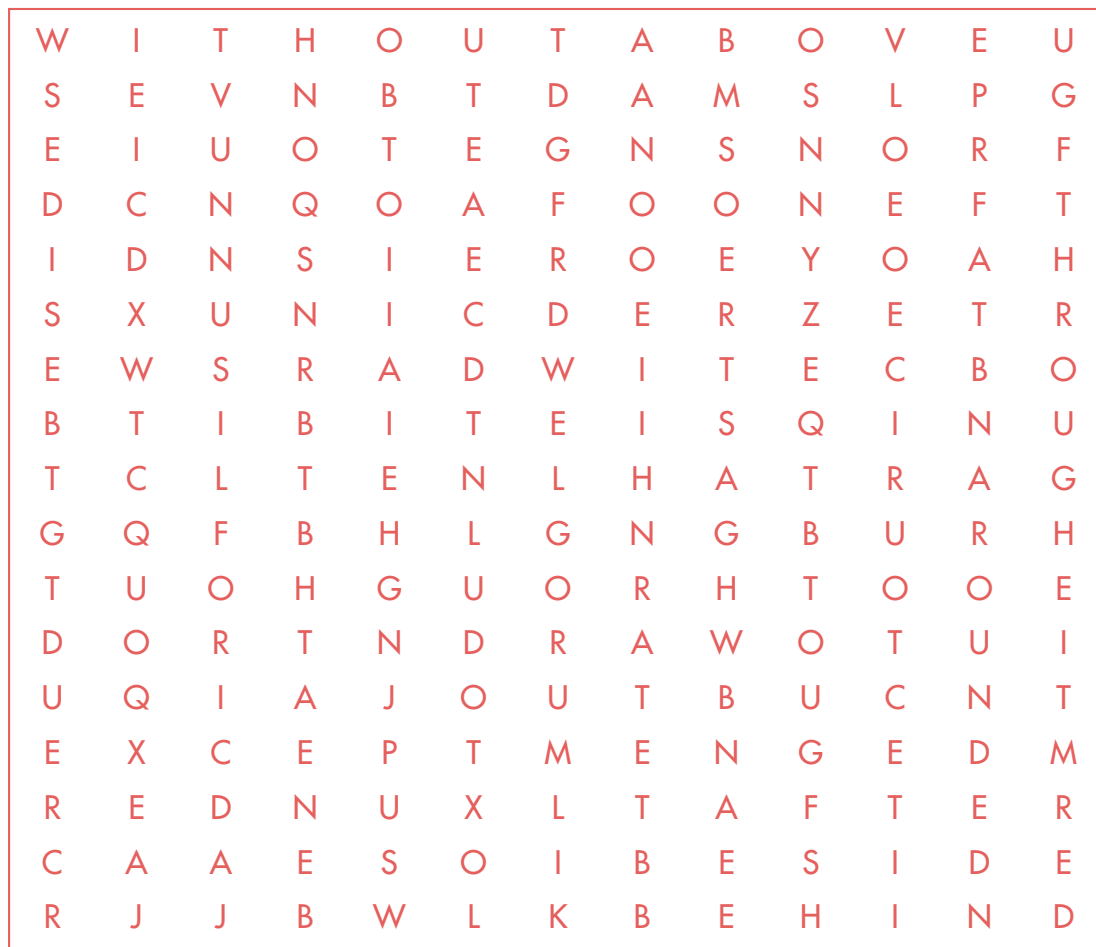 W I T H O U T A B O V E U
S E V N B T D A M S L P G
E I U O T E G N S N O R F
D C N Q O A F O O N E F T
I D N S I E R O E Y O A H
S X U N I C D E R Z E T R
E W S R A D W I T E C B O
B T I B I T E I S Q I N U
T C L T E N L H A T R A G
G Q F B H L G N G B U R H
T U O H G U O R H T O O E
D O R T N D R A W O T U I
U Q I A J O U T B U C N T
E X C E P T M E N G E D M
R E D N U X L T A F T E R
C A A E S O I B E S I D E
R J J B W L K B E H I N D